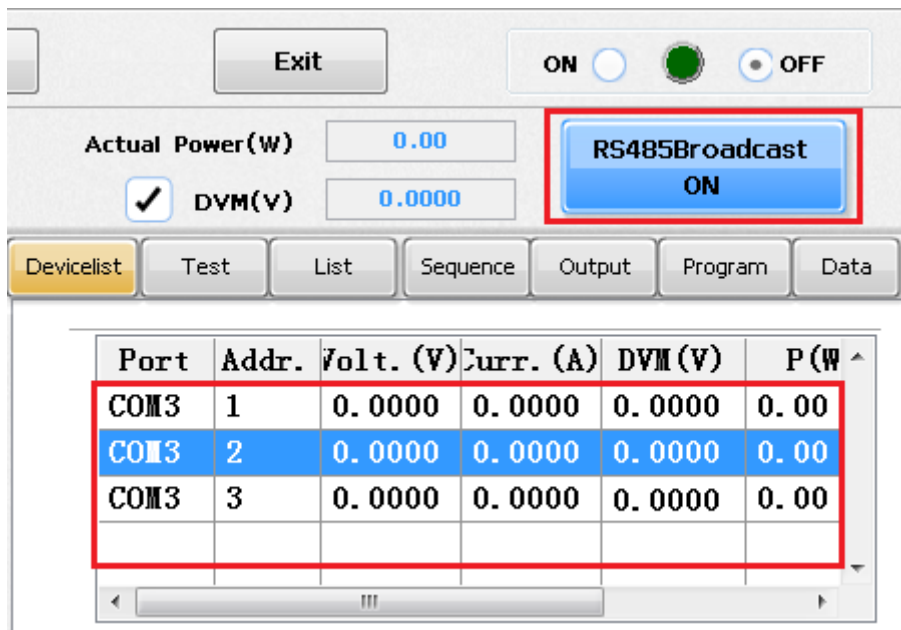 Exit
ON OFF
Actual Power(W) 0.00
RS485Broadcast
ON
DVM(V) 0.0000
Devicelist Test List Sequence Output Program Data
Port Addr. Volt.(V) Curr.(A) DVM(V) P(W
COM3 1 0.0000 0.0000 0.0000 0.00
COM3 2 0.0000 0.0000 0.0000 0.00
COM3 3 0.0000 0.0000 0.0000 0.00